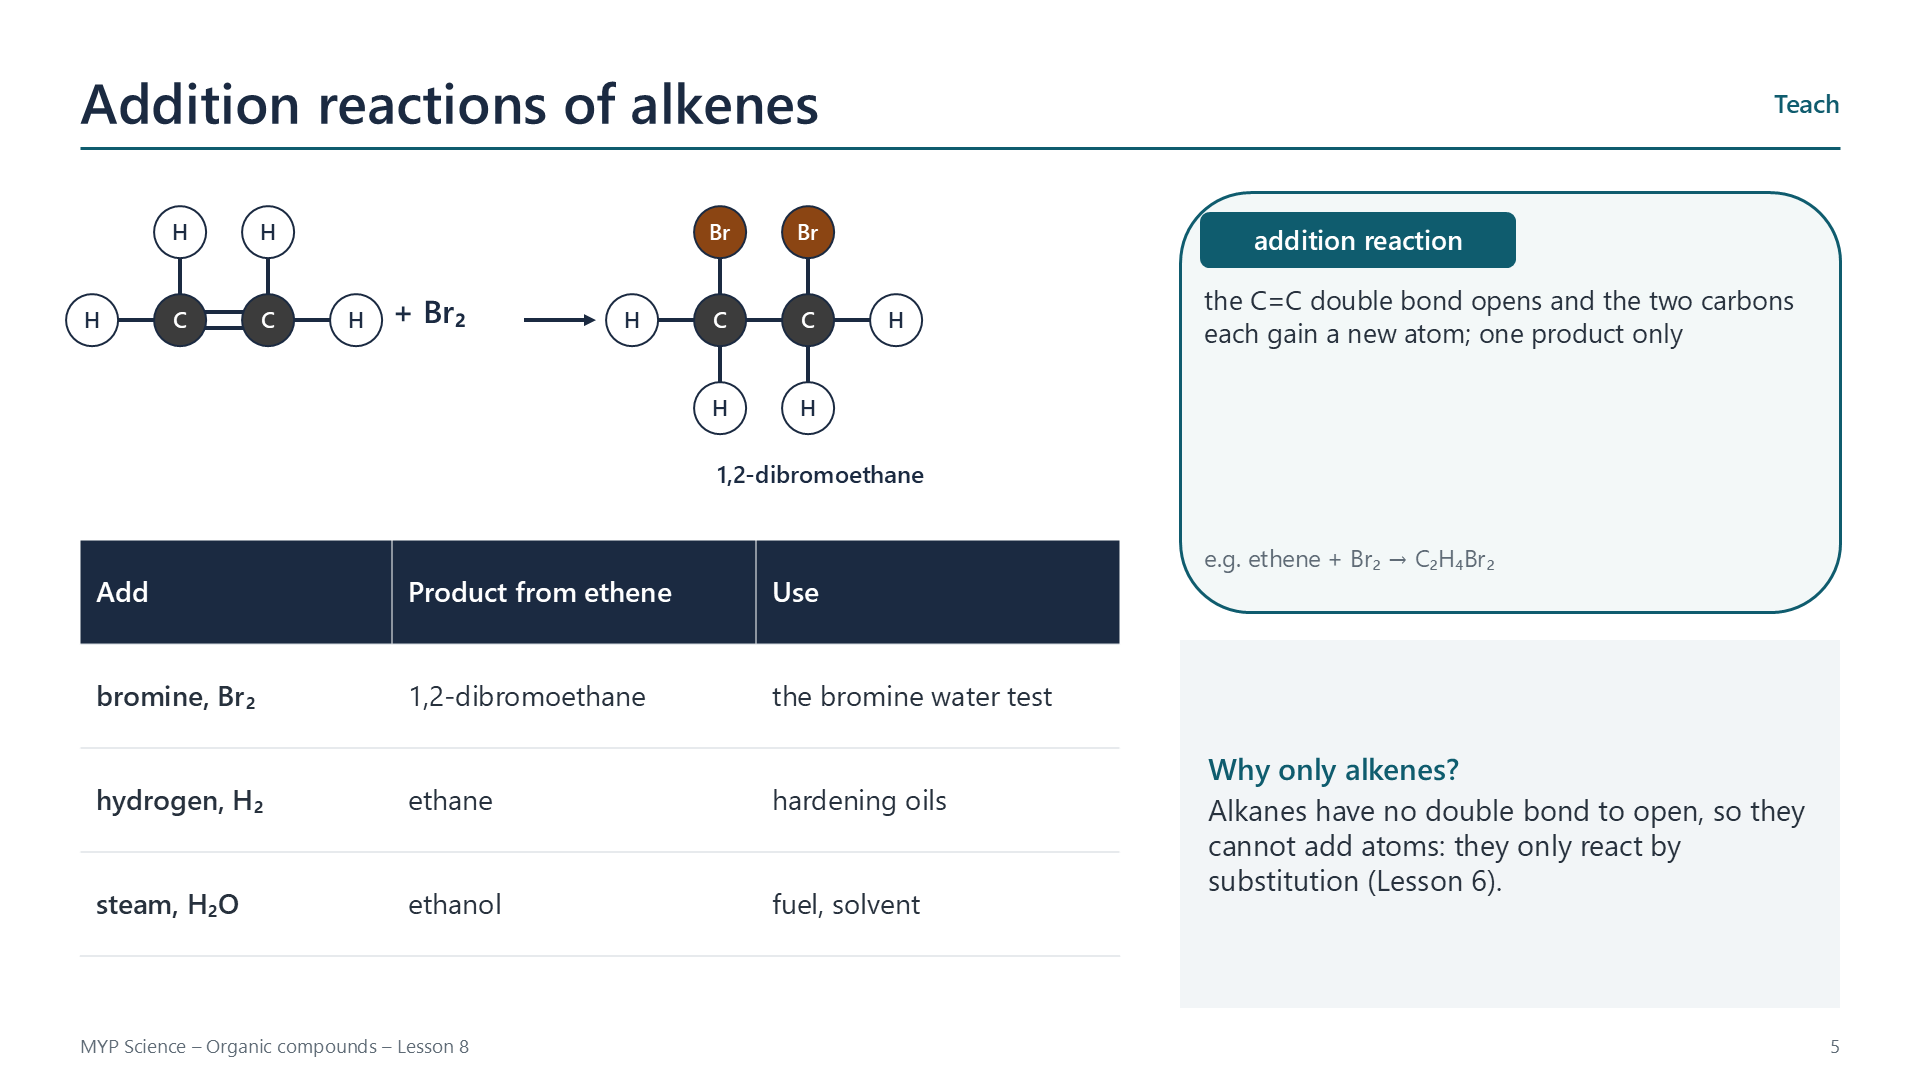 Addition reactions of alkenes
Teach
H H
H C C H + Br₂
Br Br
H C C H
H H
1,2-dibromoethane
addition reaction
the C=C double bond opens and the two carbons
each gain a new atom; one product only
e.g. ethene + Br₂ → C₂H₄Br₂
Add Product from ethene Use
bromine, Br₂ 1,2-dibromoethane the bromine water test
hydrogen, H₂ ethane hardening oils
steam, H₂O ethanol fuel, solvent
Why only alkenes?
Alkanes have no double bond to open, so they
cannot add atoms: they only react by
substitution (Lesson 6).
MYP Science – Organic compounds – Lesson 8
5